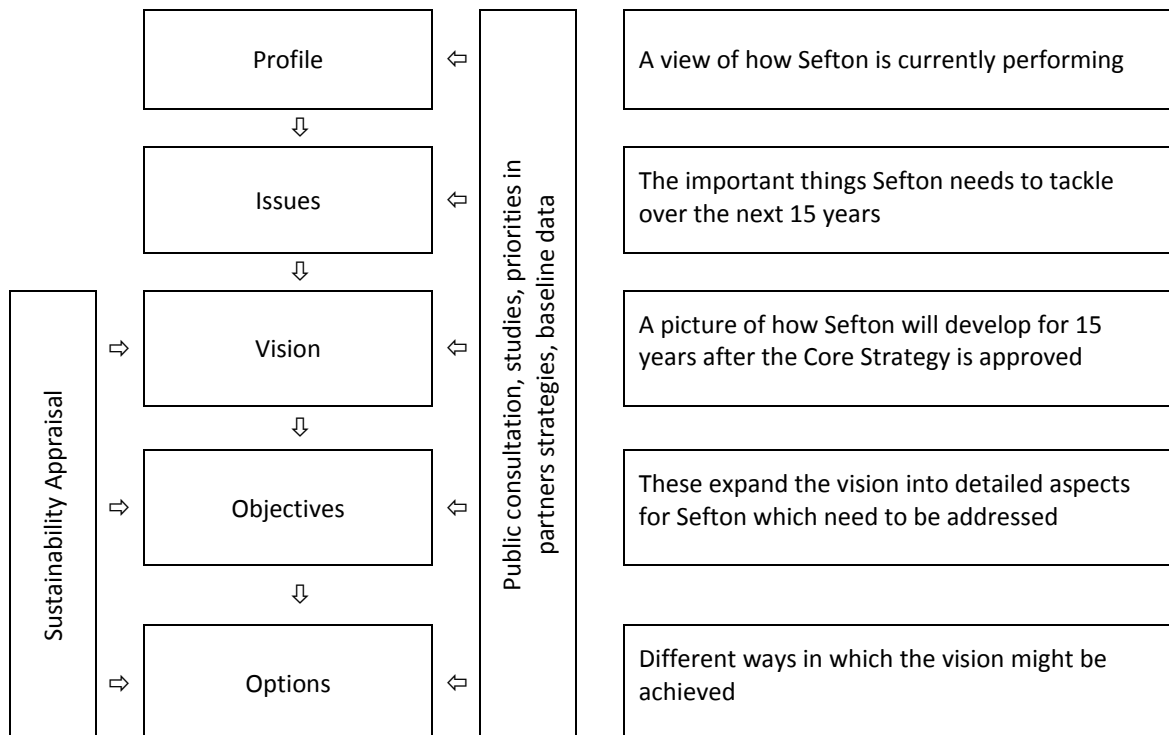 Profile
A view of how Sefton is currently performing
Issues
The important things Sefton needs to tackle
over the next 15 years
Vision
A picture of how Sefton will develop for 15
years after the Core Strategy is approved
Objectives
These expand the vision into detailed aspects
for Sefton which need to be addressed
Options
Different ways in which the vision might be
achieved
Sustainability Appraisal
Public consultation, studies, priorities in
partners strategies, baseline data